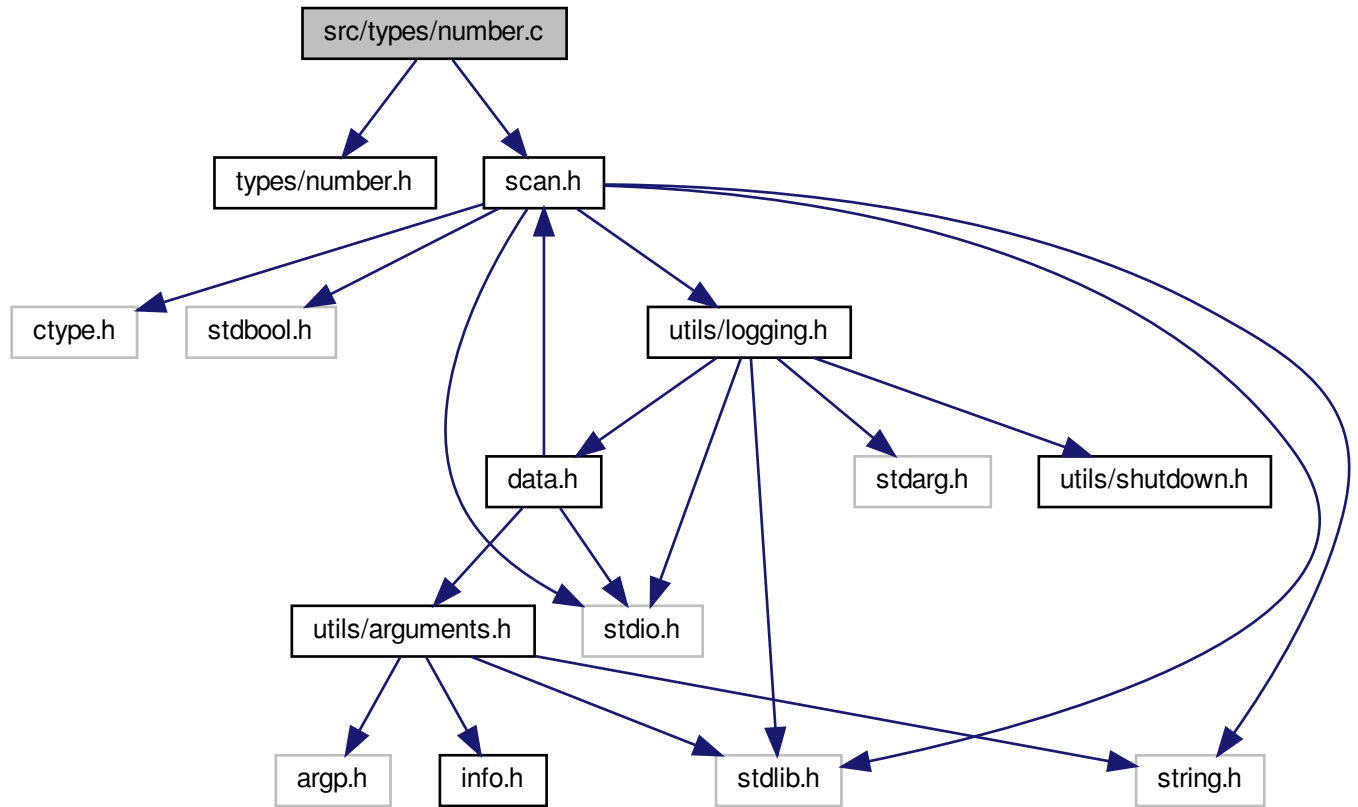 src/types/number.c
types/number.h
scan.h
ctype.h
stdbool.h
utils/logging.h
data.h
stdarg.h
utils/shutdown.h
utils/arguments.h
stdio.h
argp.h
info.h
stdlib.h
string.h